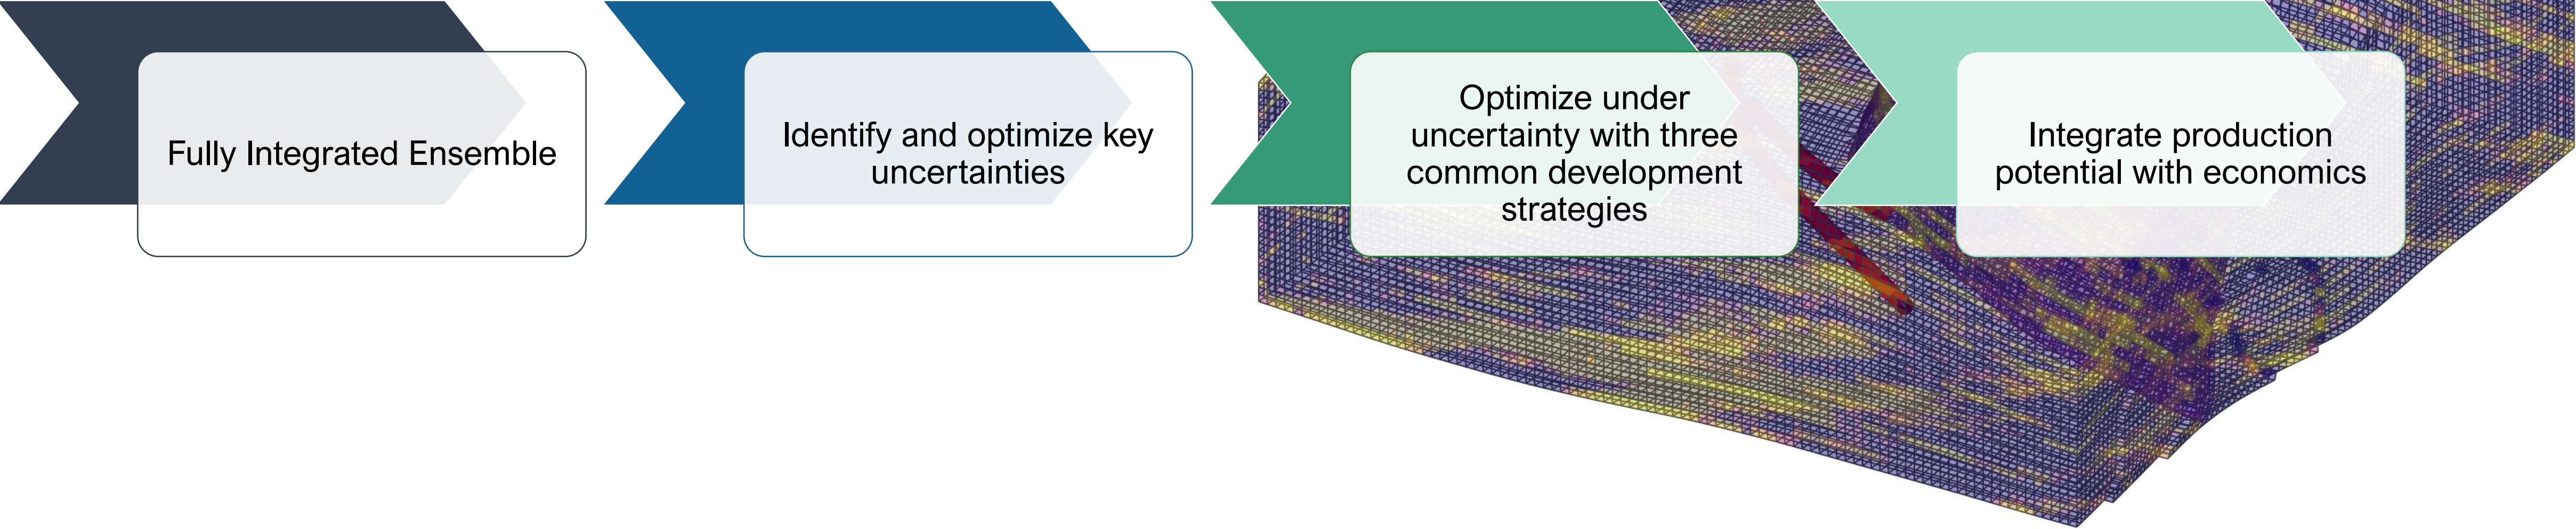 Fully Integrated Ensemble
Identify and optimize key
uncertainties
Optimize under
uncertainty with three
common development
strategies
Integrate production
potential with economics